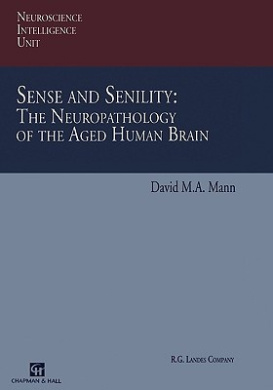 NEUROSCIENCE
INTELLIGENCE
UNIT
SENSE AND SENILITY:
THE NEUROPATHOLOGY
OF THE AGED HUMAN BRAIN
David M.A. Mann
R.G. LANDES COMPANY
CHAPMAN & HALL